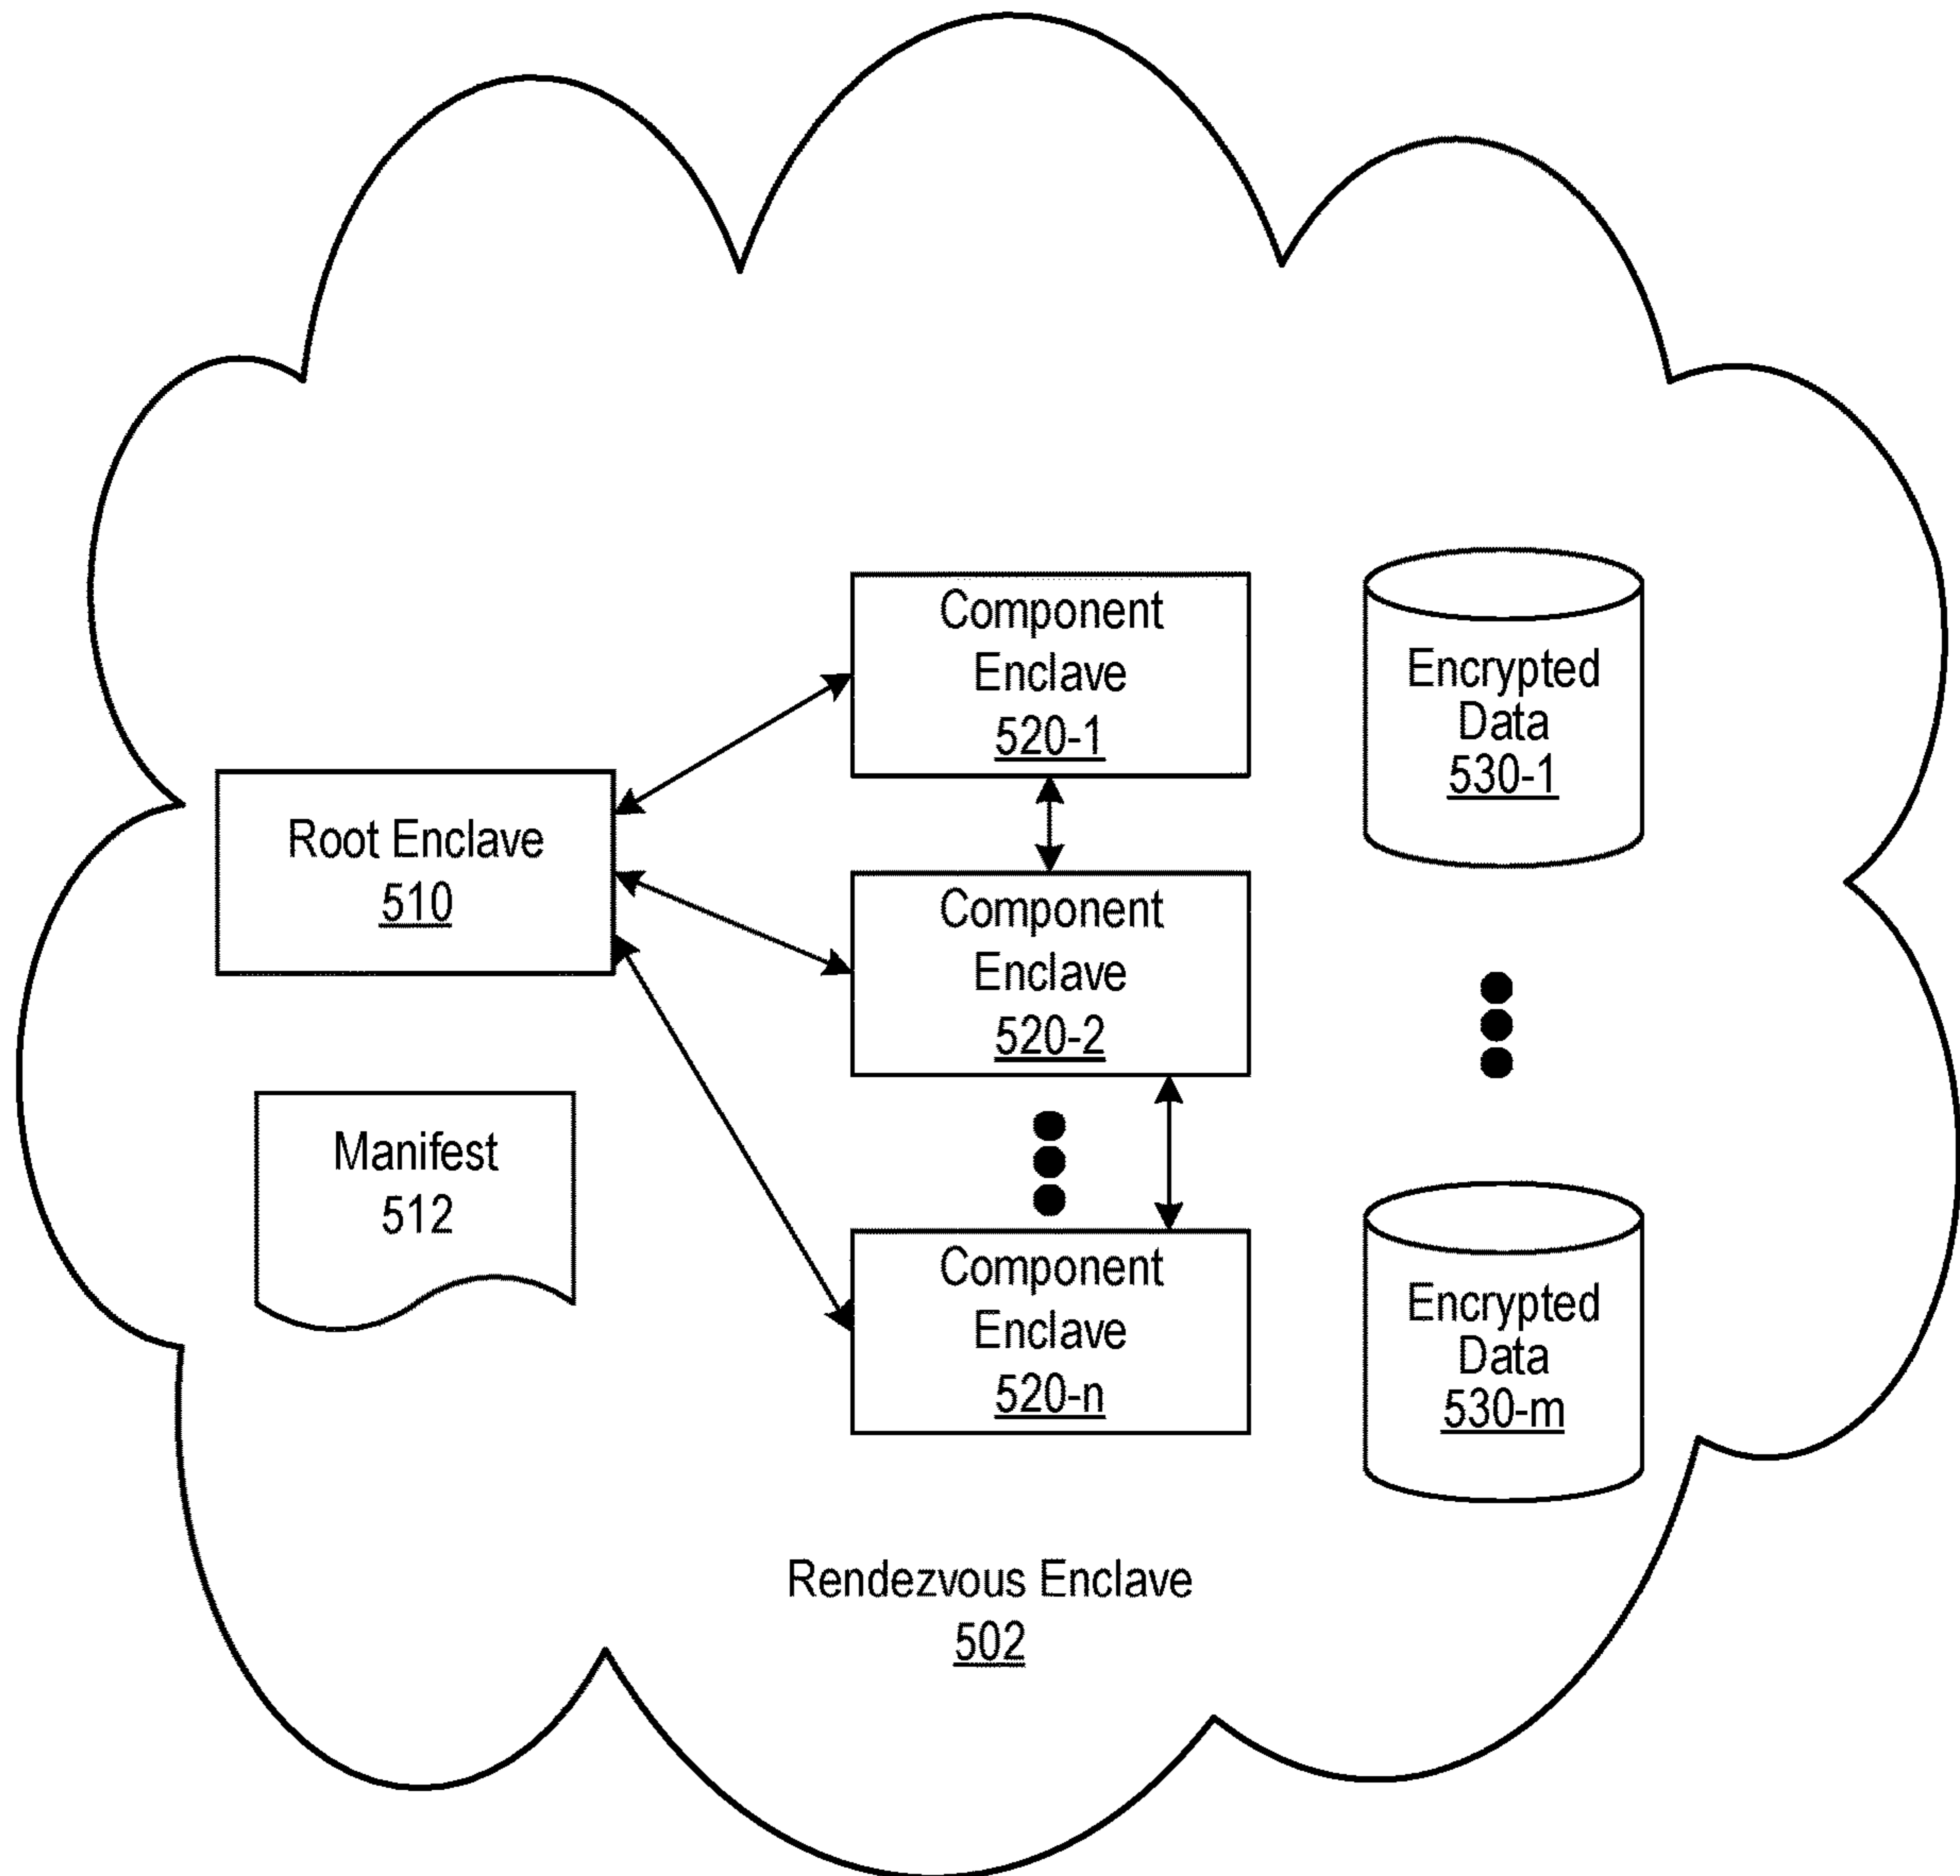 Component
Enclave
520-1
Encrypted
Data
530-1
Root Enclave
510
Component
Enclave
520-2
Manifest
512
Component
Enclave
520-n
Encrypted
Data
530-m
Rendezvous Enclave
502